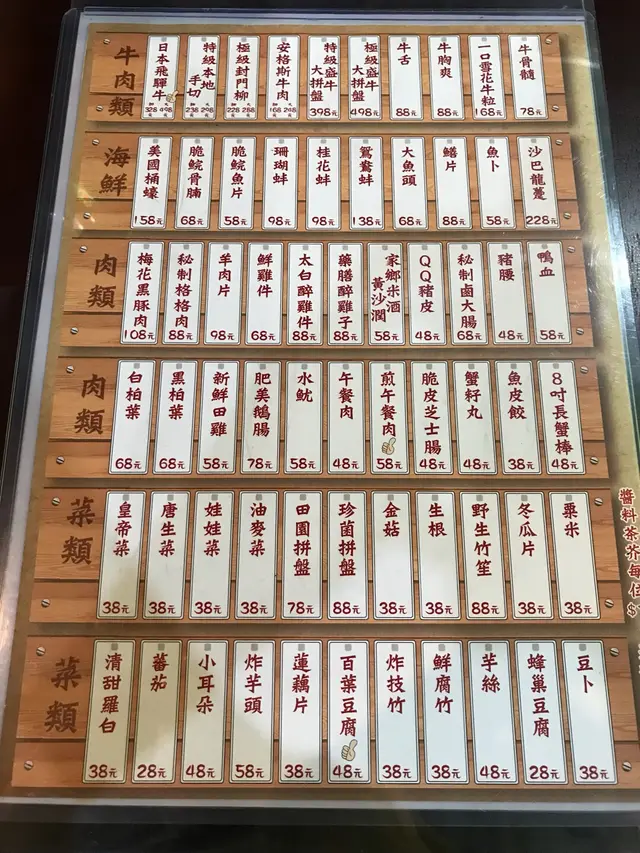 牛肉類
日本飛驒牛 328 498
特級本地手切 238 298
極級封門柳 228 288
安格斯牛肉 168 248
特級盛牛大拼盤 398元
極級盛牛大拼盤 498元
牛舌 88元
牛胸爽 88元
一口雪花牛粒 168元
牛骨髓 78元
海鮮
美國桶蠔 158元
脆浣骨腩 68元
脆浣魚片 58元
珊瑚蚌 98元
桂花蚌 98元
鴛鴦蚌 138元
大魚頭 68元
鱔片 88元
魚卜 58元
沙巴龍躉 228元
肉類
梅花黑豚肉 108元
秘制格格肉 88元
羊肉片 98元
鮮雞件 68元
太白醉雞件 88元
藥膳醉雞子 88元
家鄉米酒黃沙潤 58元
QQ豬皮 48元
秘制鹵大腸 68元
豬腰 48元
鴨血 58元
肉類
白柏葉 68元
黑柏葉 68元
新鮮田雞 58元
肥美鵝腸 78元
水魷 58元
午餐肉 48元
煎午餐肉 58元
脆皮芝士腸 48元
蟹籽丸 48元
魚皮餃 38元
8吋長蟹棒 48元
菜類
皇帝菜 38元
唐生菜 38元
娃娃菜 38元
油麥菜 38元
田園拼盤 78元
珍菌拼盤 88元
金菇 38元
生根 38元
野生竹笙 88元
冬瓜片 38元
粟米 38元
菜類
清甜羅白 38元
蕃茄 28元
小耳朵 48元
炸芋頭 58元
蓮藕片 38元
百葉豆腐 48元
炸技竹 38元
鮮腐竹 38元
芋絲 48元
蜂巢豆腐 28元
豆卜 38元
醬料茶芥每位$